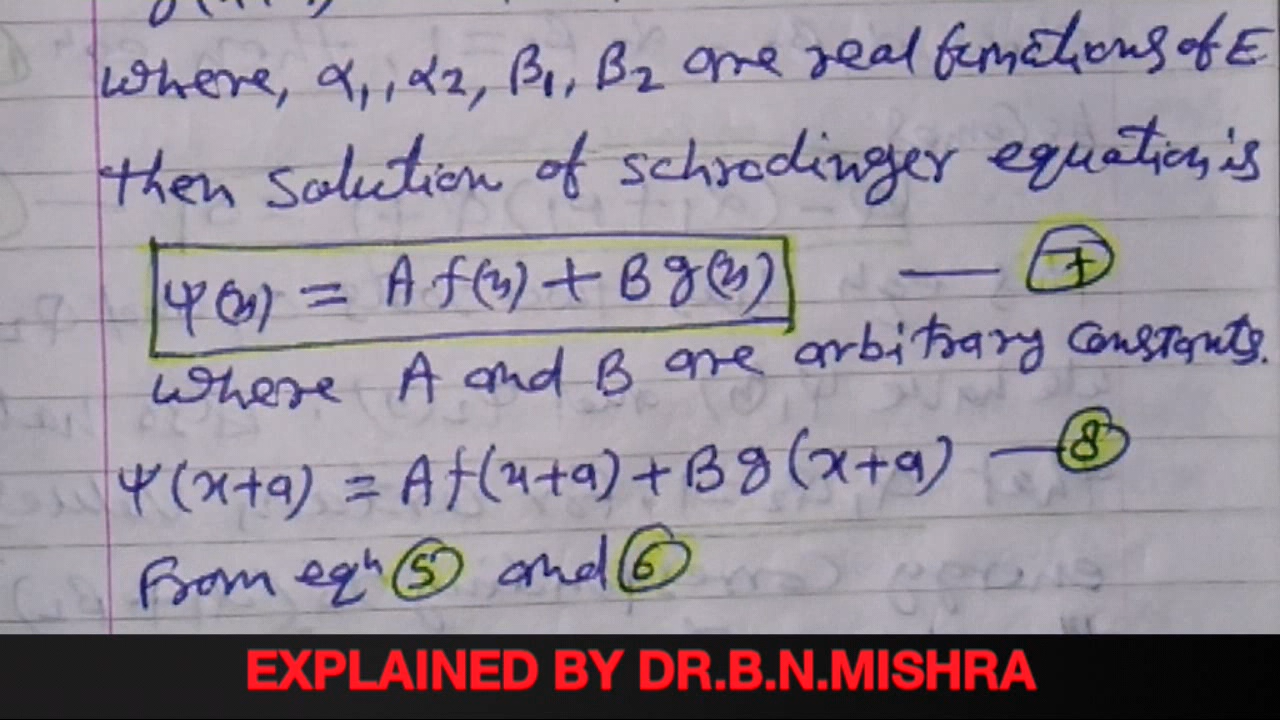 where, α1, α2, β1, β2 are real functions of E
then solution of schrodinger equation is
ψ(x) = A f(x) + B g(x) — 7
where A and B are arbitrary constants.
ψ(x+a) = A f(x+a) + B g(x+a) — 8
From eqn 5 and 6
EXPLAINED BY DR.B.N.MISHRA